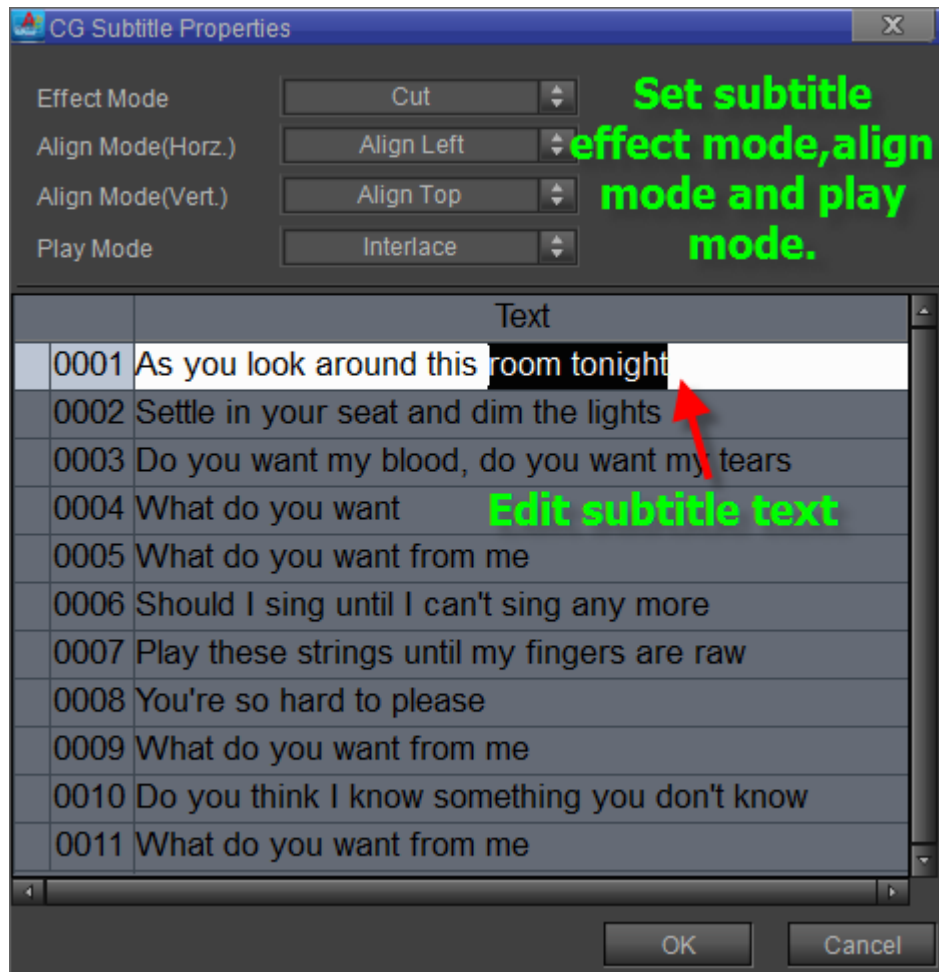 CG Subtitle Properties
Effect Mode Cut
Set subtitle
Align Mode(Horz.) Align Left
effect mode,align
Align Mode(Vert.) Align Top
mode and play
Play Mode Interlace
mode.
Text
0001 As you look around this room tonight
0002 Settle in your seat and dim the lights
0003 Do you want my blood, do you want my tears
0004 What do you want
Edit subtitle text
0005 What do you want from me
0006 Should I sing until I can't sing any more
0007 Play these strings until my fingers are raw
0008 You're so hard to please
0009 What do you want from me
0010 Do you think I know something you don't know
0011 What do you want from me
OK Cancel